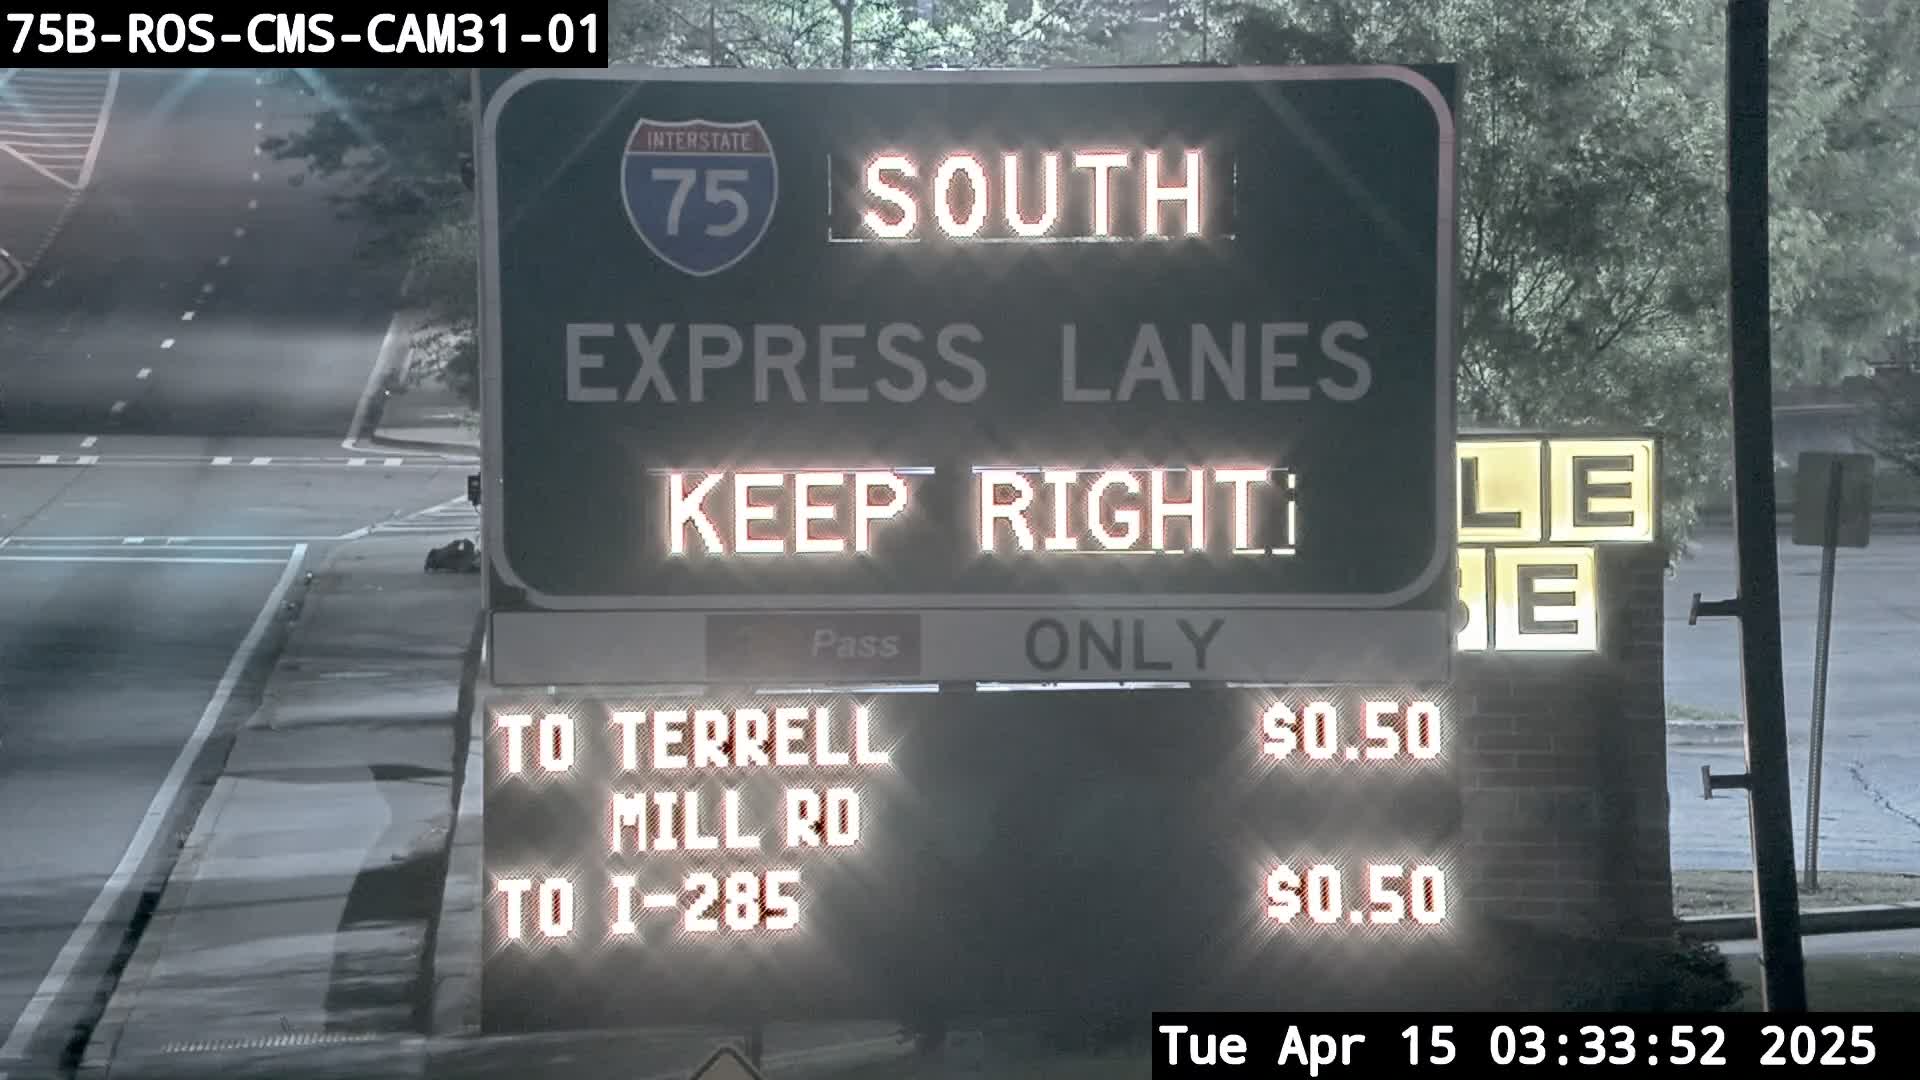 75B-ROS-CMS-CAM31-01
INTERSTATE
75
SOUTH
EXPRESS LANES
KEEP RIGHT
Pass ONLY
TO TERRELL $0.50
MILL RD
TO I-285 $0.50
LE
E
Tue Apr 15 03:33:52 2025